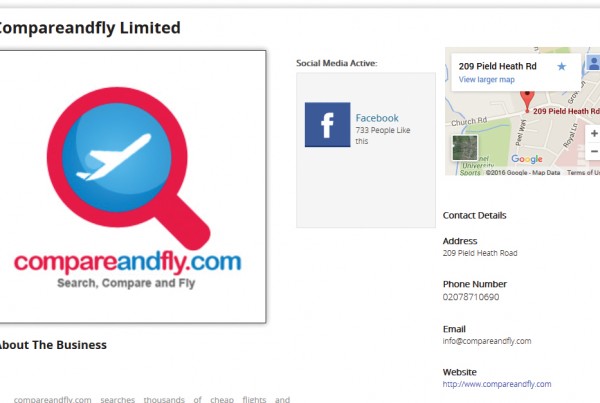 Compareandfly Limited
compareandfly.com
Search, Compare and Fly
About The Business
compareandfly.com searches thousands of cheap flights and
Social Media Active:
f
Facebook
733 People Like
this
209 Pield Heath Rd
View larger map
209 Pield Heath Rd
Church Rd
Peel Way
Royal Ln
University
Sports
Google
©2016 Google - Map Data
Terms of
+
-
Contact Details
Address
209 Pield Heath Road
Phone Number
02078710690
Email
info@compareandfly.com
Website
http://www.compareandfly.com